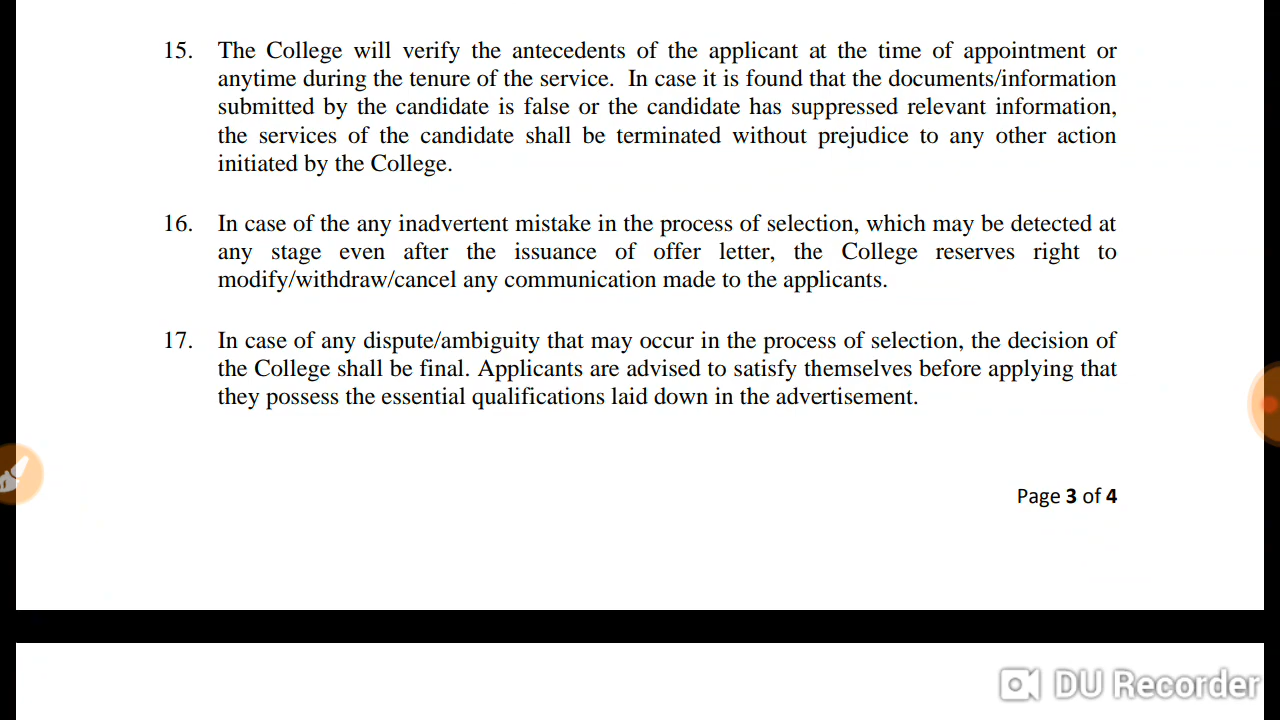 15. The College will verify the antecedents of the applicant at the time of appointment or
anytime during the tenure of the service. In case it is found that the documents/information
submitted by the candidate is false or the candidate has suppressed relevant information,
the services of the candidate shall be terminated without prejudice to any other action
initiated by the College.
16. In case of the any inadvertent mistake in the process of selection, which may be detected at
any stage even after the issuance of offer letter, the College reserves right to
modify/withdraw/cancel any communication made to the applicants.
17. In case of any dispute/ambiguity that may occur in the process of selection, the decision of
the College shall be final. Applicants are advised to satisfy themselves before applying that
they possess the essential qualifications laid down in the advertisement.
Page 3 of 4
DU Recorder